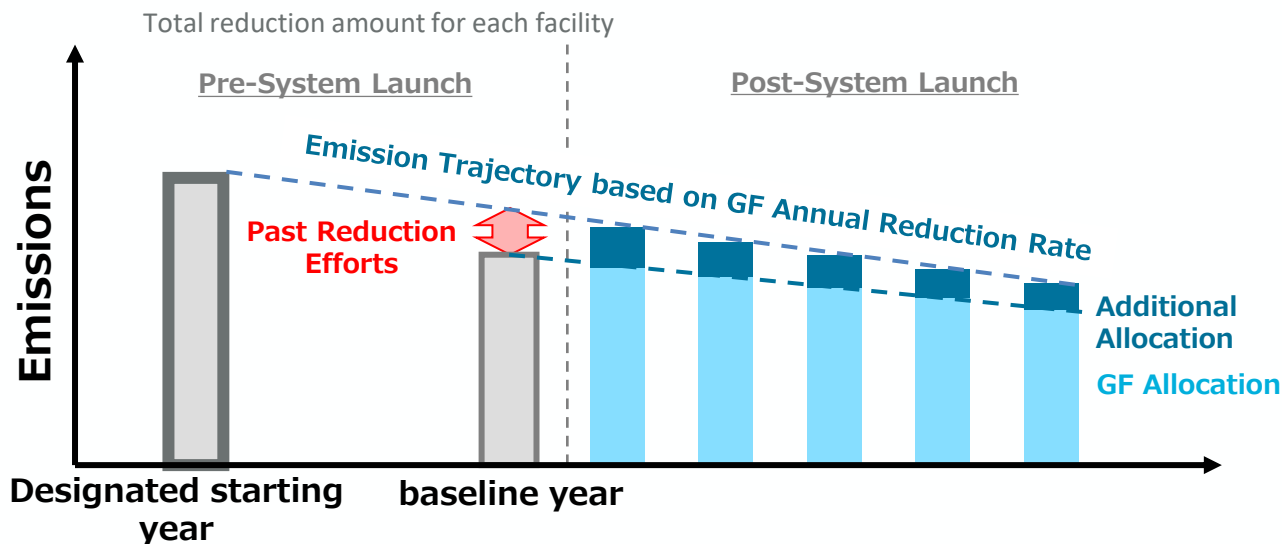 Total reduction amount for each facility
Pre-System Launch
Post-System Launch
Emissions
Emission Trajectory based on GF Annual Reduction Rate
Past Reduction
Efforts
Additional
Allocation
GF Allocation
Designated starting
year
baseline year